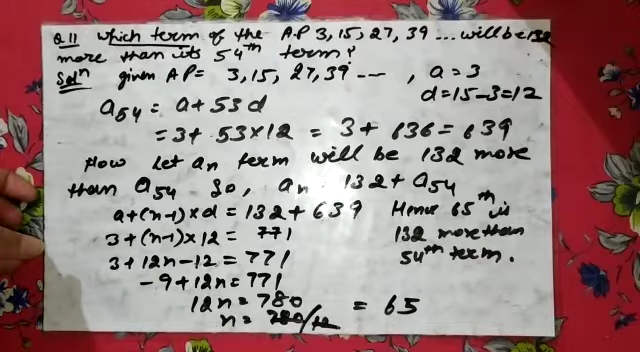 Q.11 which term of the A.P 3, 15, 27, 39 ... will be 132
more than its 54th term?
Soln given AP = 3, 15, 27, 39 ---- , a = 3
d = 15-3 = 12
a54 = a + 53d
= 3 + 53×12 = 3 + 636 = 639
Now let an term will be 132 more
than a54 So, an = 132 + a54
a+(n-1)×d = 132 + 639
3+(n-1)×12 = 771
3+12n-12 = 771
-9+12n = 771
12n = 780
n = 780/12 = 65
Hence 65th is
132 more than
54th term.